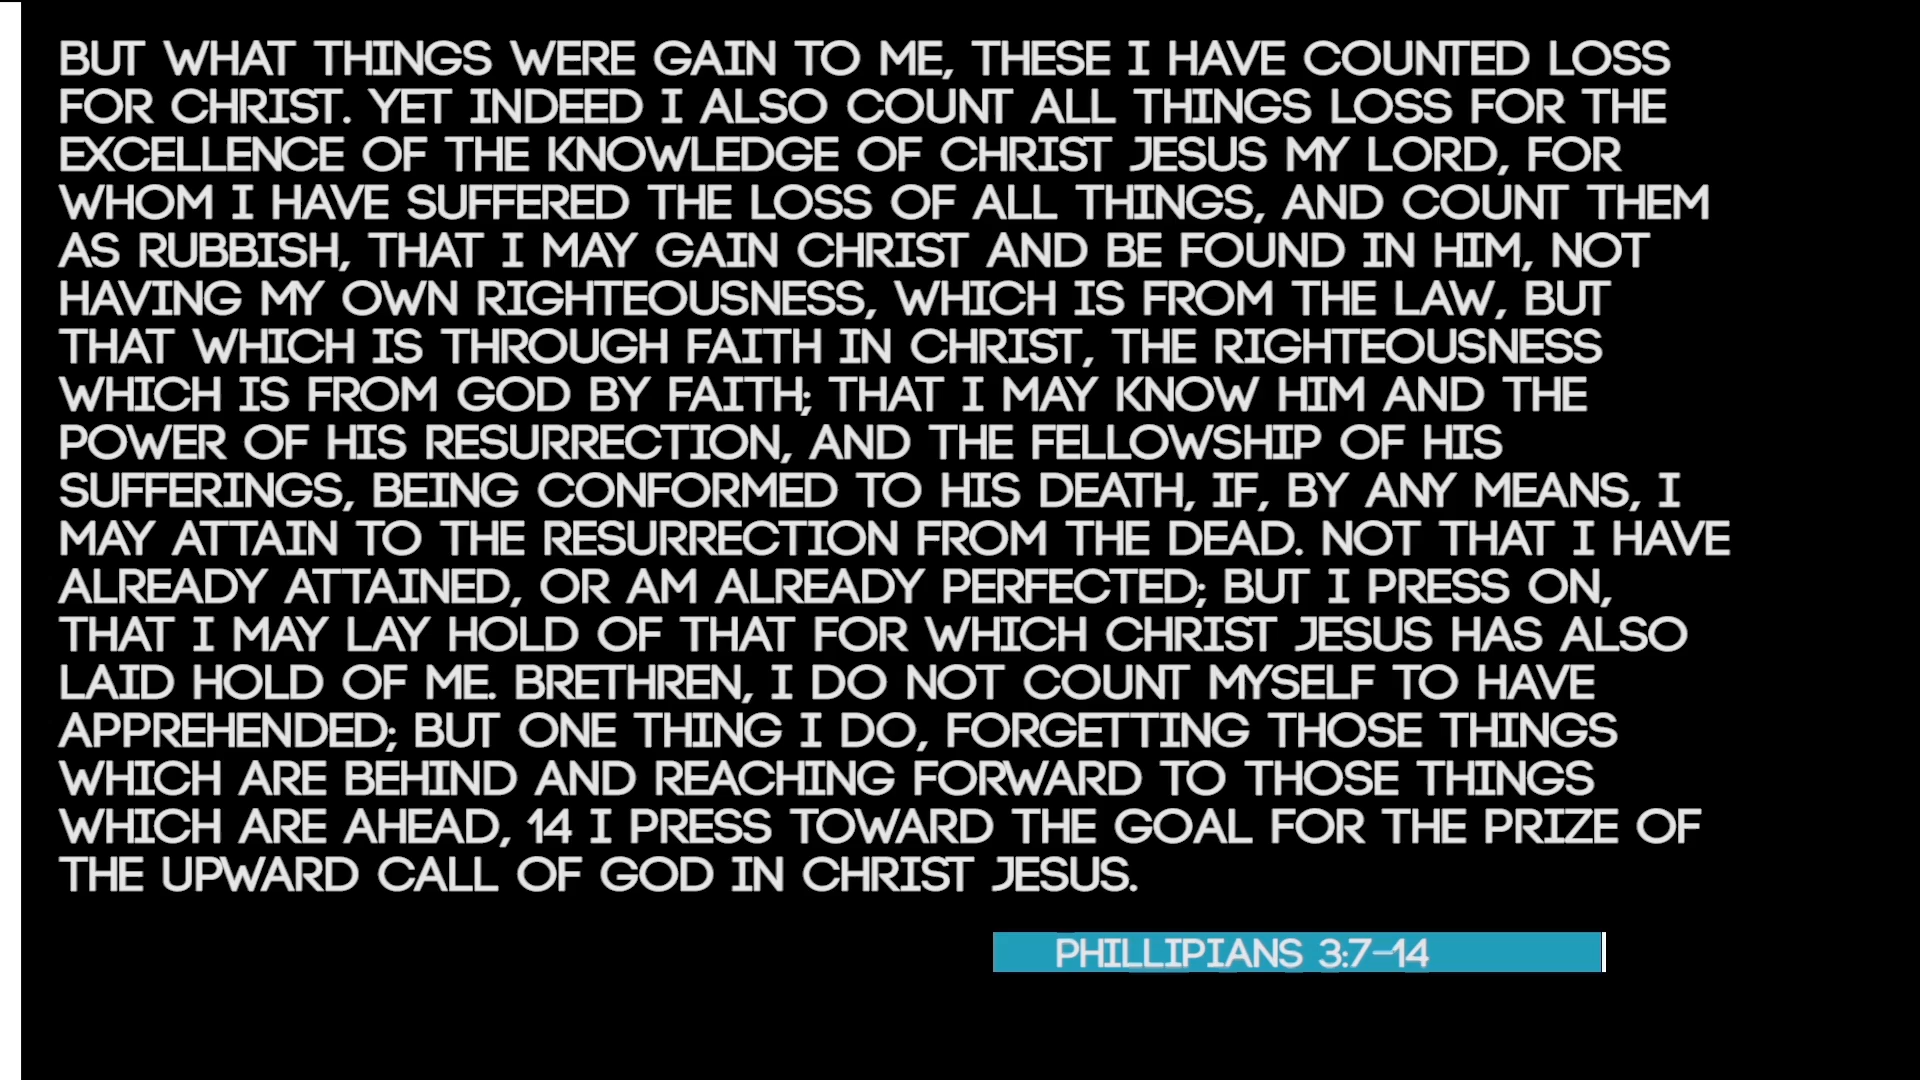 BUT WHAT THINGS WERE GAIN TO ME, THESE I HAVE COUNTED LOSS
FOR CHRIST. YET INDEED I ALSO COUNT ALL THINGS LOSS FOR THE
EXCELLENCE OF THE KNOWLEDGE OF CHRIST JESUS MY LORD, FOR
WHOM I HAVE SUFFERED THE LOSS OF ALL THINGS, AND COUNT THEM
AS RUBBISH, THAT I MAY GAIN CHRIST AND BE FOUND IN HIM, NOT
HAVING MY OWN RIGHTEOUSNESS, WHICH IS FROM THE LAW, BUT
THAT WHICH IS THROUGH FAITH IN CHRIST, THE RIGHTEOUSNESS
WHICH IS FROM GOD BY FAITH; THAT I MAY KNOW HIM AND THE
POWER OF HIS RESURRECTION, AND THE FELLOWSHIP OF HIS
SUFFERINGS, BEING CONFORMED TO HIS DEATH, IF, BY ANY MEANS, I
MAY ATTAIN TO THE RESURRECTION FROM THE DEAD. NOT THAT I HAVE
ALREADY ATTAINED, OR AM ALREADY PERFECTED; BUT I PRESS ON,
THAT I MAY LAY HOLD OF THAT FOR WHICH CHRIST JESUS HAS ALSO
LAID HOLD OF ME. BRETHREN, I DO NOT COUNT MYSELF TO HAVE
APPREHENDED; BUT ONE THING I DO, FORGETTING THOSE THINGS
WHICH ARE BEHIND AND REACHING FORWARD TO THOSE THINGS
WHICH ARE AHEAD, 14 I PRESS TOWARD THE GOAL FOR THE PRIZE OF
THE UPWARD CALL OF GOD IN CHRIST JESUS.
PHILLIPIANS 3:7-14